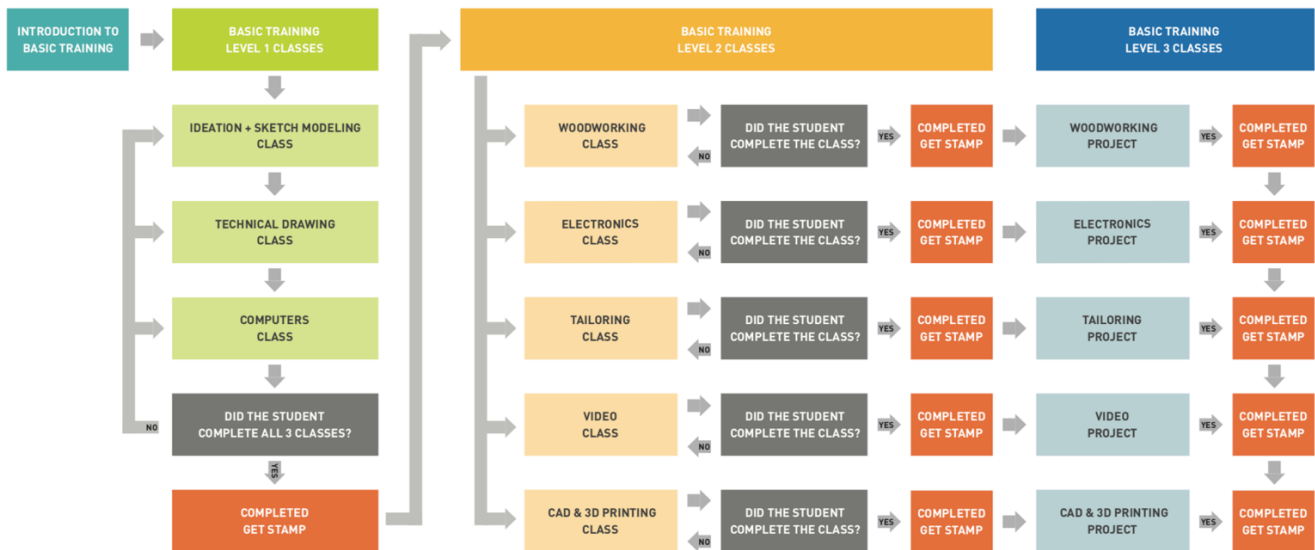 INTRODUCTION TO
BASIC TRAINING
BASIC TRAINING
LEVEL 1 CLASSES
BASIC TRAINING
LEVEL 2 CLASSES
BASIC TRAINING
LEVEL 3 CLASSES
IDEATION + SKETCH MODELING
CLASS
TECHNICAL DRAWING
CLASS
COMPUTERS
CLASS
DID THE STUDENT
COMPLETE ALL 3 CLASSES?
NO
YES
COMPLETED
GET STAMP
WOODWORKING
CLASS
NO
DID THE STUDENT
COMPLETE THE CLASS?
YES
COMPLETED
GET STAMP
WOODWORKING
PROJECT
YES
COMPLETED
GET STAMP
ELECTRONICS
CLASS
NO
DID THE STUDENT
COMPLETE THE CLASS?
YES
COMPLETED
GET STAMP
ELECTRONICS
PROJECT
YES
COMPLETED
GET STAMP
TAILORING
CLASS
NO
DID THE STUDENT
COMPLETE THE CLASS?
YES
COMPLETED
GET STAMP
TAILORING
PROJECT
YES
COMPLETED
GET STAMP
VIDEO
CLASS
NO
DID THE STUDENT
COMPLETE THE CLASS?
YES
COMPLETED
GET STAMP
VIDEO
PROJECT
YES
COMPLETED
GET STAMP
CAD & 3D PRINTING
CLASS
NO
DID THE STUDENT
COMPLETE THE CLASS?
YES
COMPLETED
GET STAMP
CAD & 3D PRINTING
PROJECT
YES
COMPLETED
GET STAMP